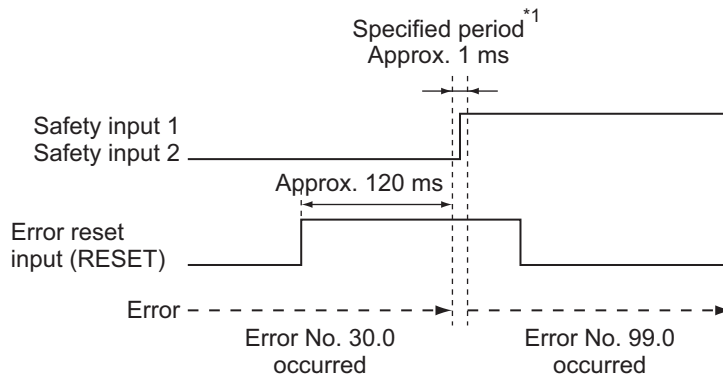 Specified period*1
Approx. 1 ms
Safety input 1
Safety input 2
Approx. 120 ms
Error reset
input (RESET)
Error
Error No. 30.0
occurred
Error No. 99.0
occurred